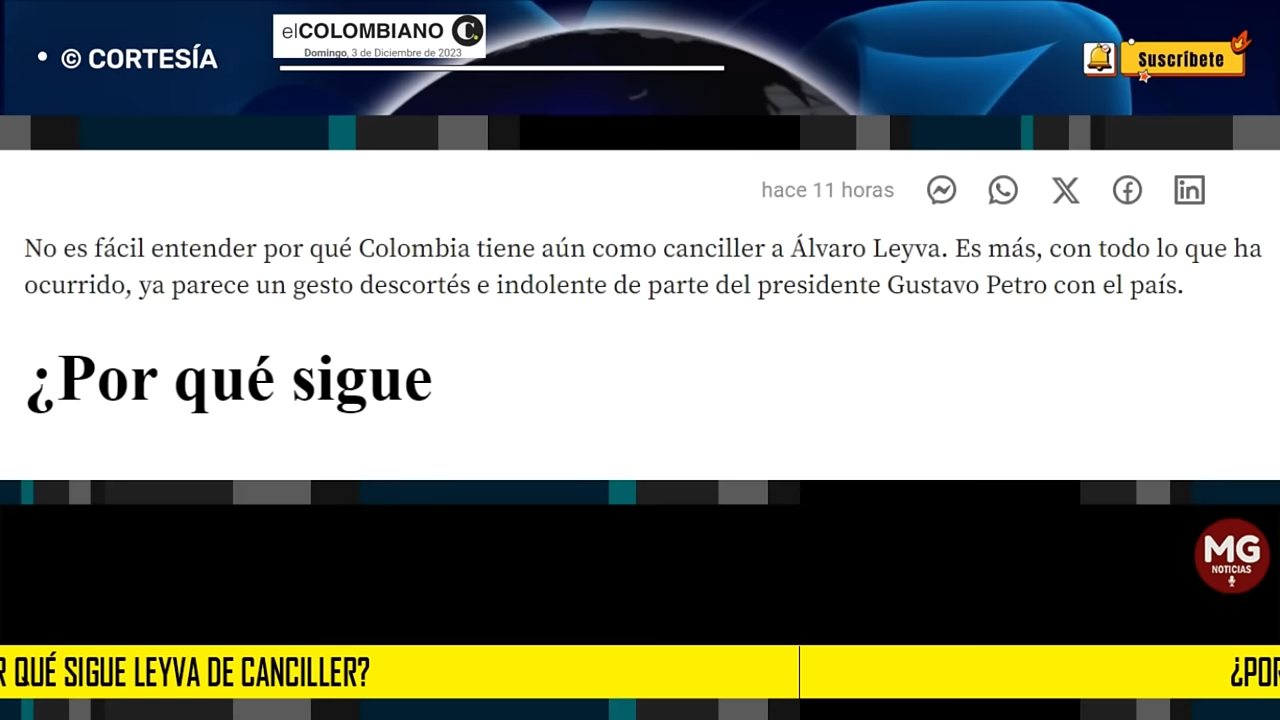 • © CORTESÍA
elCOLOMBIANO
Domingo, 3 de Diciembre de 2023
Suscríbete
hace 11 horas
No es fácil entender por qué Colombia tiene aún como canciller a Álvaro Leyva. Es más, con todo lo que ha
ocurrido, ya parece un gesto descortés e indolente de parte del presidente Gustavo Petro con el país.
¿Por qué sigue
MG
NOTICIAS
R QUÉ SIGUE LEYVA DE CANCILLER?
¿POR